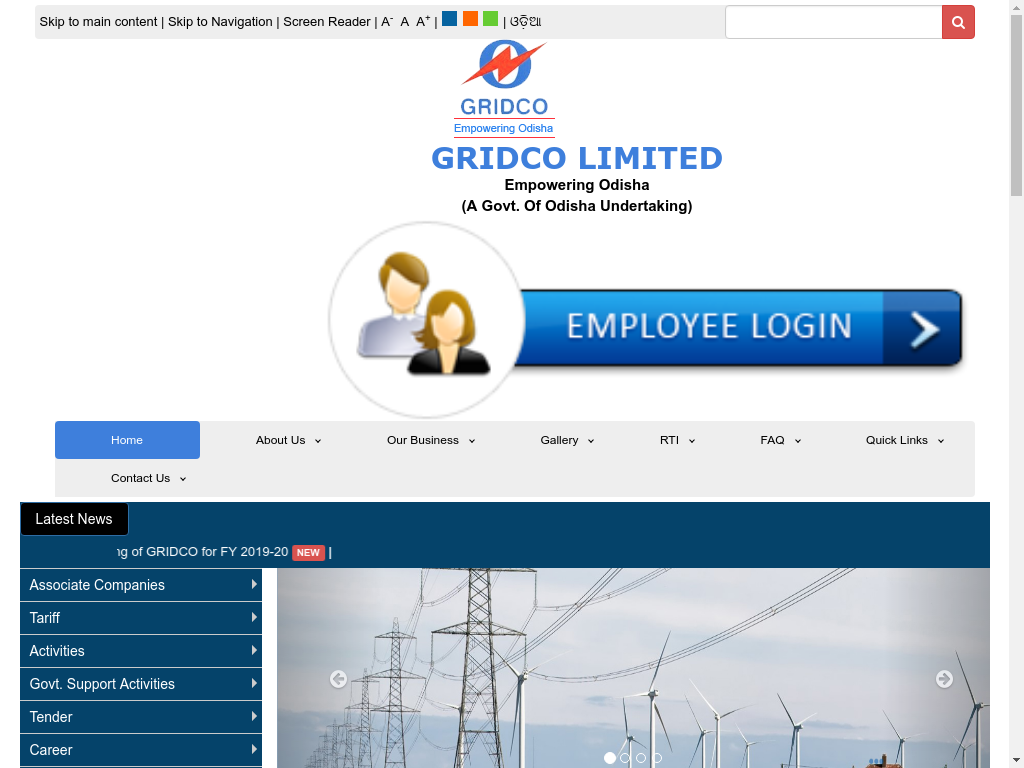 Skip to main content | Skip to Navigation | Screen Reader | A- A A+ | | ଓଡ଼ିଆ
GRIDCO
Empowering Odisha
GRIDCO LIMITED
Empowering Odisha
(A Govt. Of Odisha Undertaking)
EMPLOYEE LOGIN
Home About Us Our Business Gallery RTI FAQ Quick Links
Contact Us
Latest News
of GRIDCO for FY 2019-20 NEW |
Associate Companies
Tariff
Activities
Govt. Support Activities
Tender
Career